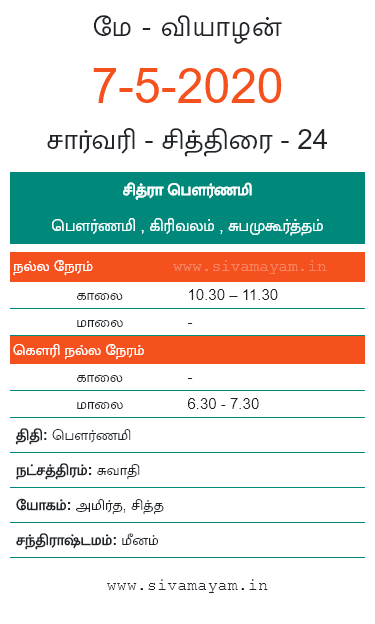 மே - வியாழன்
7-5-2020
சார்வரி - சித்திரை - 24
சித்ரா பௌர்ணமி
பௌர்ணமி , கிரிவலம் , சுபமுகூர்த்தம்
நல்ல நேரம் www.sivamayam.in
காலை 10.30 – 11.30
மாலை -
கௌரி நல்ல நேரம்
காலை -
மாலை 6.30 - 7.30
திதி: பௌர்ணமி
நட்சத்திரம்: சுவாதி
யோகம்: அமிர்த, சித்த
சந்திராஷ்டமம்: மீனம்
www.sivamayam.in